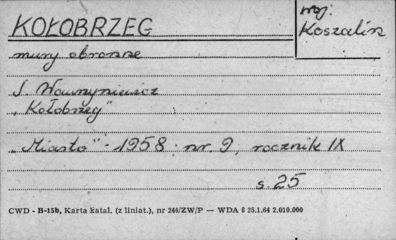 KOŁOBRZEG
woj.
Koszalin
mury obronne
J. Wawrzyniewicz
"Kołobrzeg"
"Miasto" - 1958 nr. 9, rocznik IX
s. 25
CWD - B-15b, Karta katal. (z liniat.), nr 244/ZW/P — WDA 8 25.1.64 2.010.000